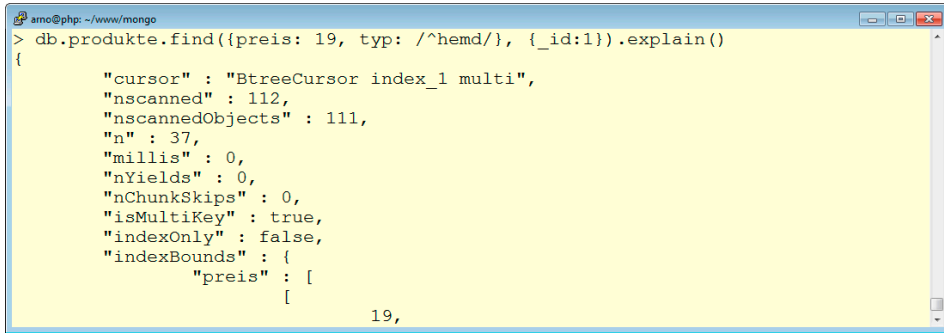 arno@php: ~/www/mongo
> db.produkte.find({preis: 19, typ: /^hemd/}, {_id:1}).explain()
{
        "cursor" : "BtreeCursor index_1 multi",
        "nscanned" : 112,
        "nscannedObjects" : 111,
        "n" : 37,
        "millis" : 0,
        "nYields" : 0,
        "nChunkSkips" : 0,
        "isMultiKey" : true,
        "indexOnly" : false,
        "indexBounds" : {
                "preis" : [
                        [
                                19,